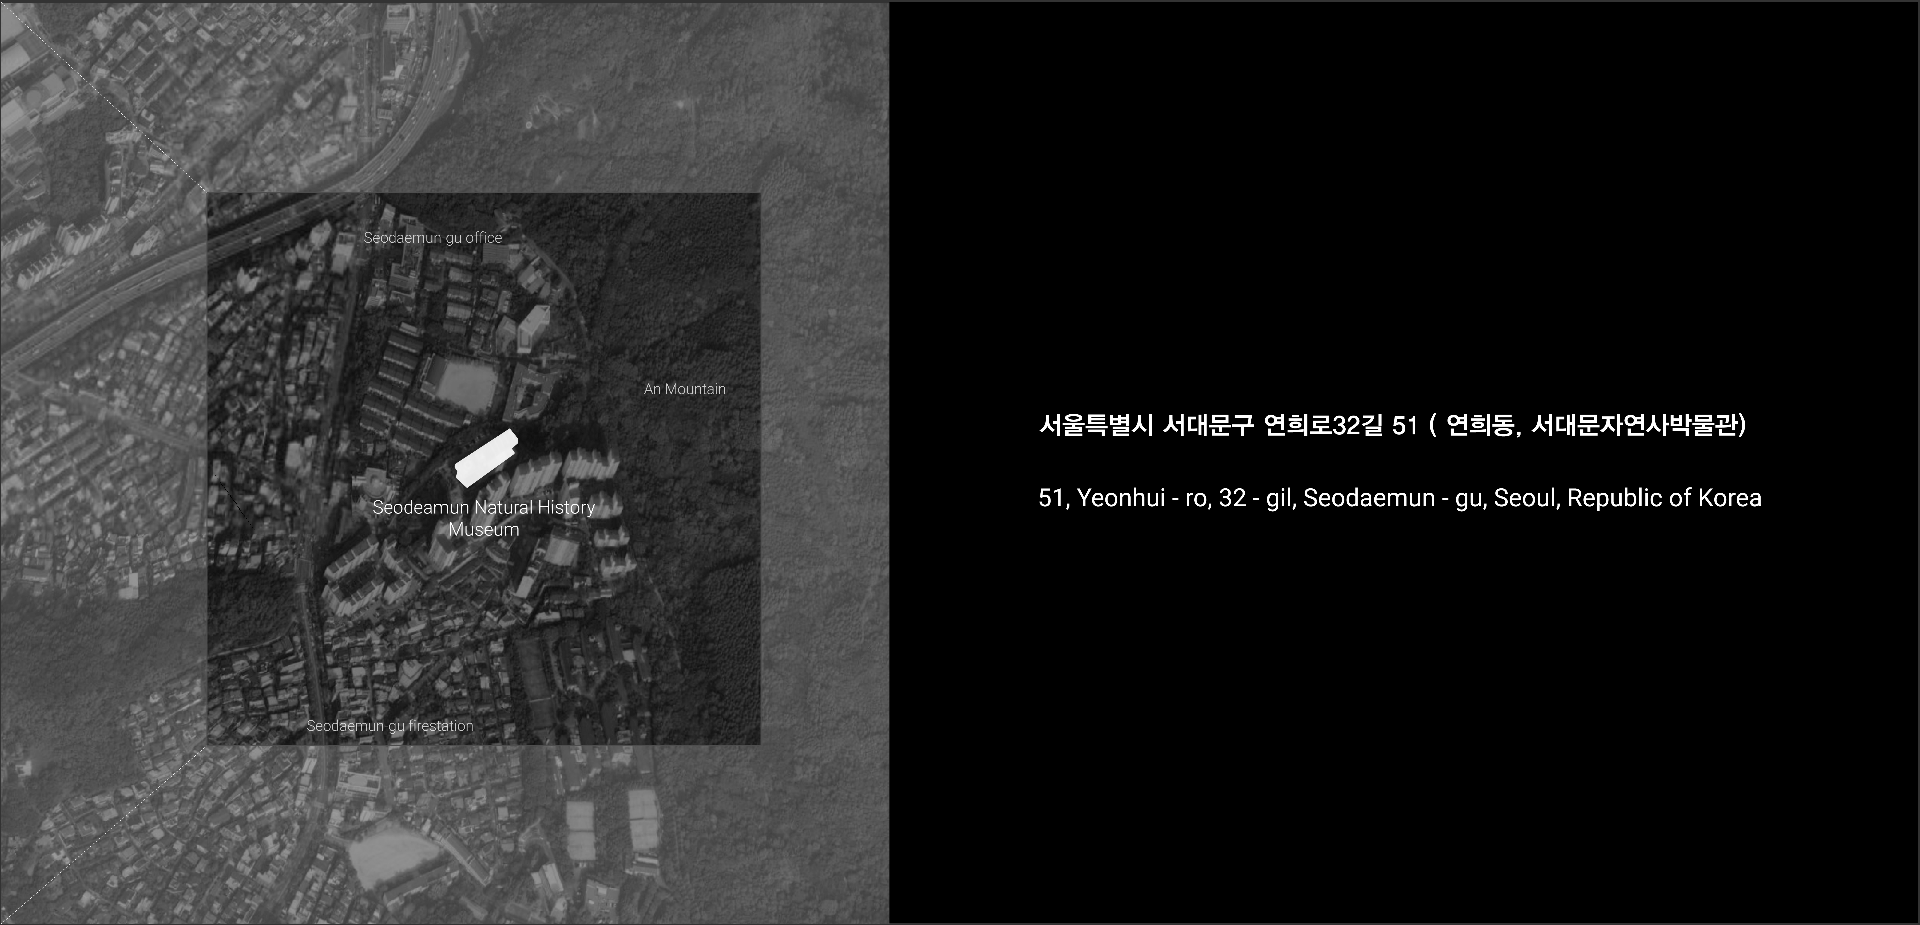 Seodaemun gu office
An Mountain
Seodeamun Natural History
Museum
Seodaemun gu firestation
서울특별시 서대문구 연희로32길 51 ( 연희동, 서대문자연사박물관)
51, Yeonhui - ro, 32 - gil, Seodaemun - gu, Seoul, Republic of Korea